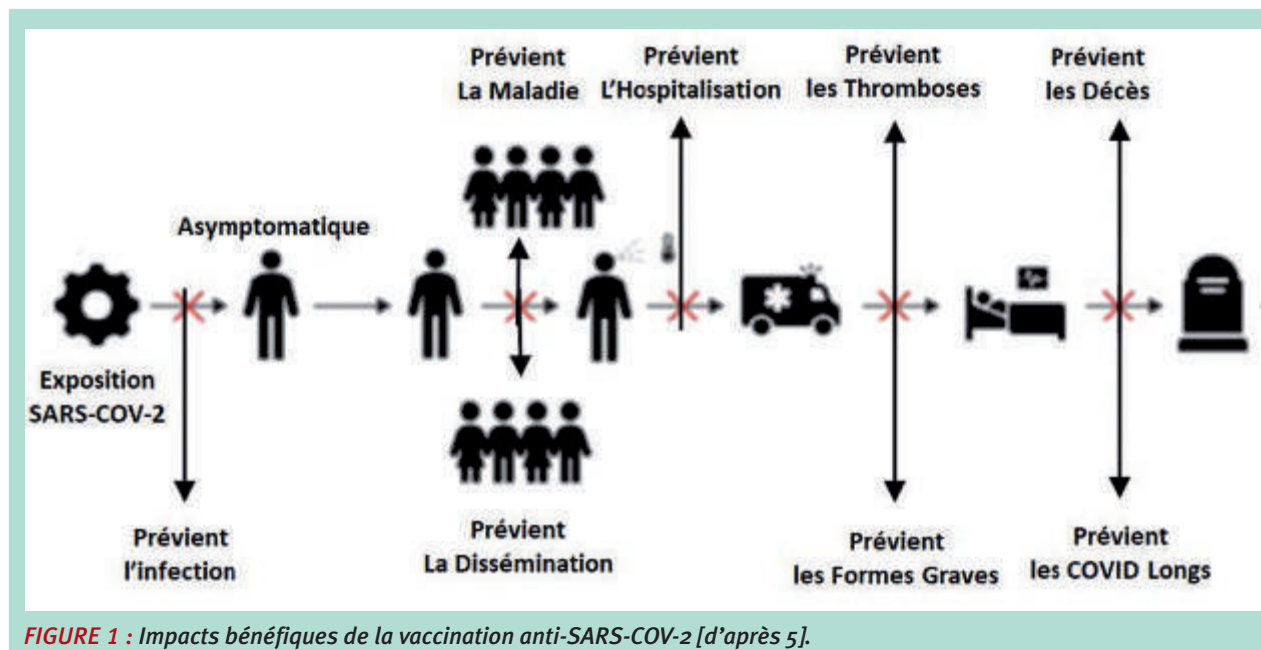 Prévient
La Maladie
Prévient
L'Hospitalisation
Prévient
les Thromboses
Prévient
les Décès
Asymptomatique
Exposition
SARS-COV-2
Prévient
l'infection
Prévient
La Dissémination
Prévient
les Formes Graves
Prévient
les COVID Longs
FIGURE 1 : Impacts bénéfiques de la vaccination anti-SARS-COV-2 [d'après 5].